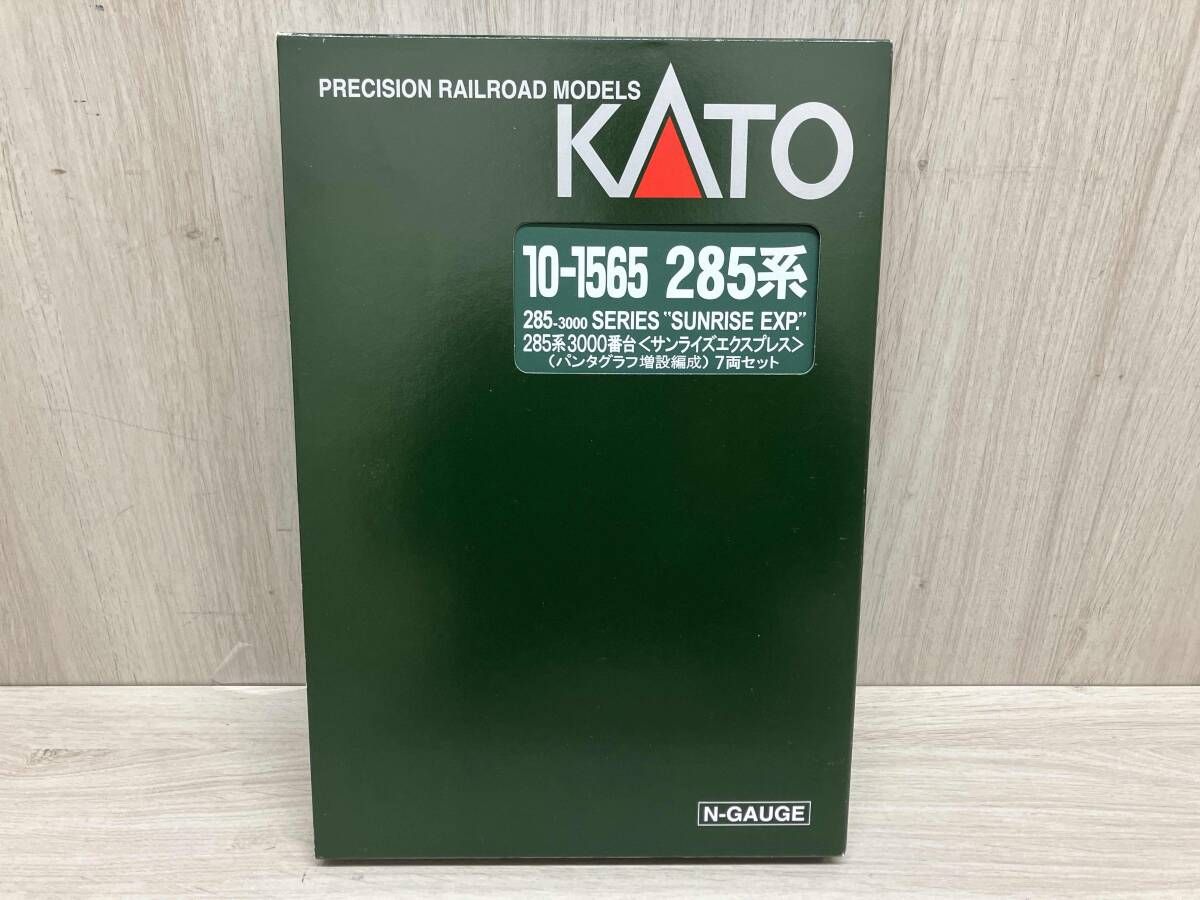 PRECISION RAILROAD MODELS
KATO
10-1565 285系
285-3000 SERIES "SUNRISE EXP."
285系3000番台<サンライズエクスプレス>
(パンタグラフ増設編成) 7両セット
N-GAUGE